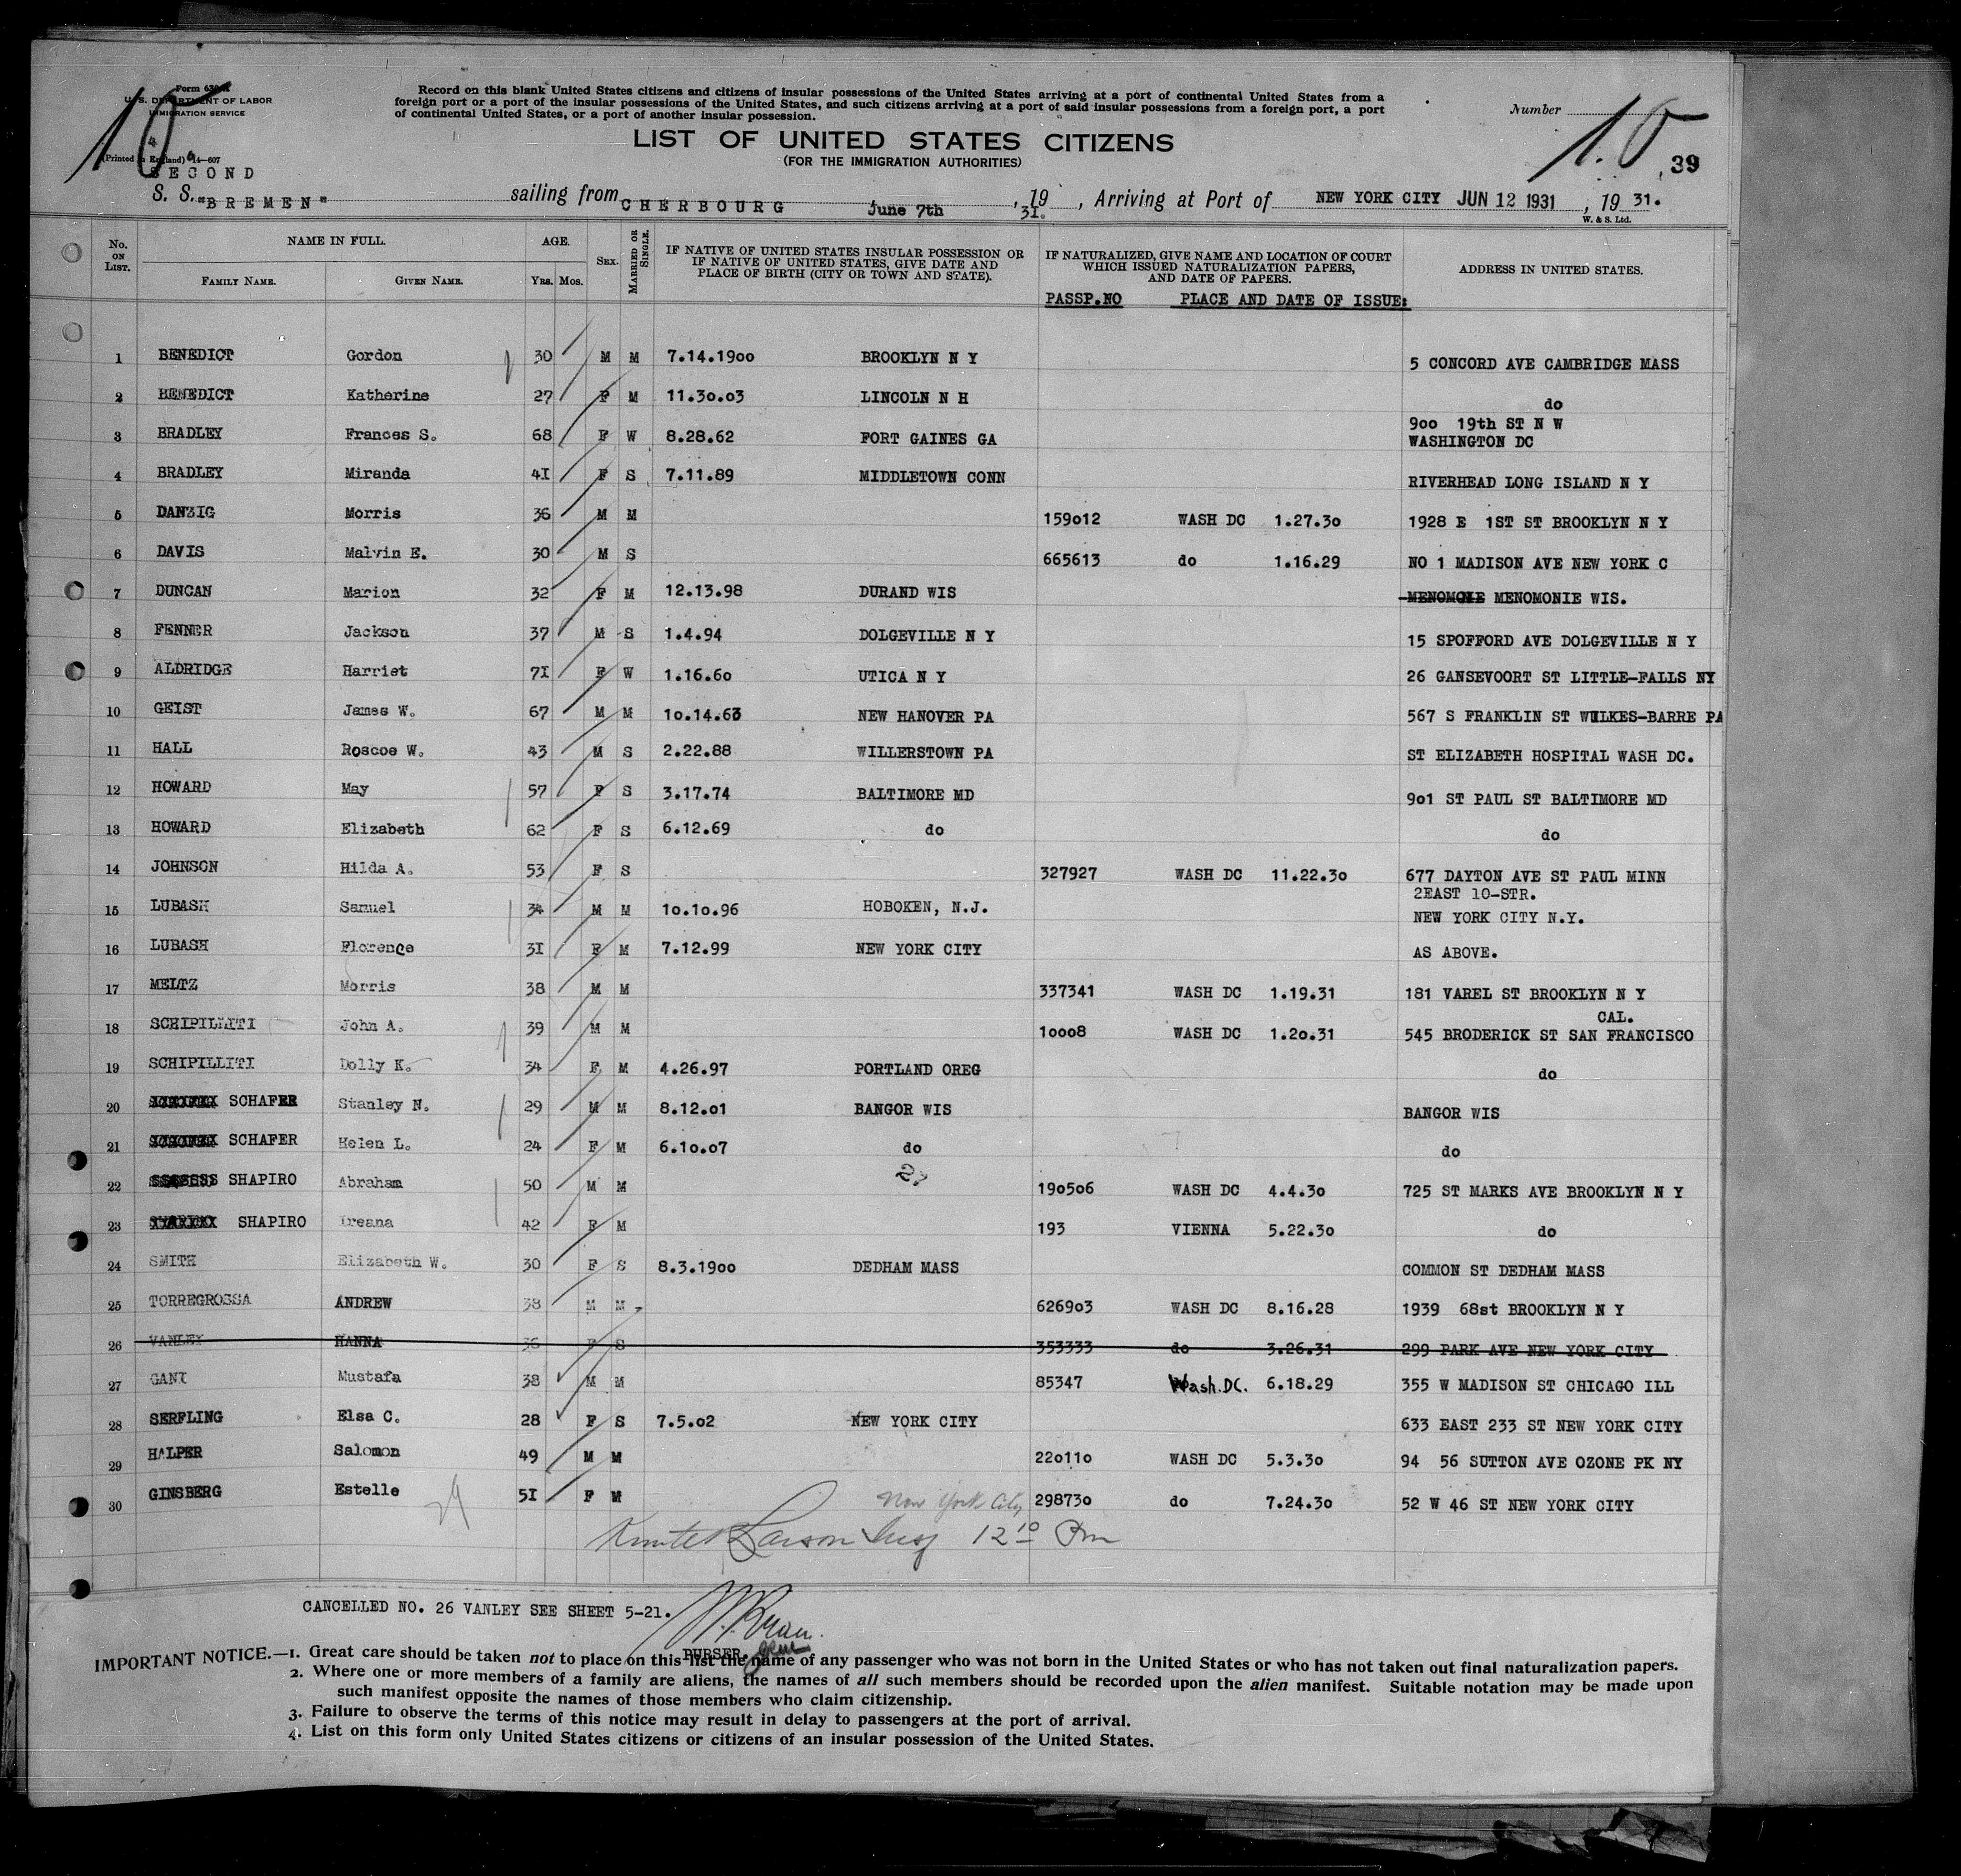 Form 630
U. S. DEPARTMENT OF LABOR
IMMIGRATION SERVICE
(Printed in England) 14—607
10
Record on this blank United States citizens and citizens of insular possessions of the United States arriving at a port of continental United States from a
foreign port or a port of the insular possessions of the United States, and such citizens arriving at a port of said insular possessions from a foreign port, a port
of continental United States, or a port of another insular possession.
LIST OF UNITED STATES CITIZENS
(FOR THE IMMIGRATION AUTHORITIES)
Number
10
39
SECOND
S. S. "BREMEN" sailing from CHERBOURG June 7th, 19 31. , Arriving at Port of NEW YORK CITY JUN 12 1931, 19 31.
W. & S. Ltd.
No. ON LIST. NAME IN FULL. AGE. SEX. MARRIED OR SINGLE. IF NATIVE OF UNITED STATES INSULAR POSSESSION OR IF NATIVE OF UNITED STATES, GIVE DATE AND PLACE OF BIRTH (CITY OR TOWN AND STATE). IF NATURALIZED, GIVE NAME AND LOCATION OF COURT WHICH ISSUED NATURALIZATION PAPERS, AND DATE OF PAPERS. ADDRESS IN UNITED STATES.
FAMILY NAME. GIVEN NAME. YRS. MOS.
PASSP.NO PLACE AND DATE OF ISSUE:
1 BENEDICT Gordon 30 M M 7.14.1900 BROOKLYN N Y 5 CONCORD AVE CAMBRIDGE MASS
2 BENEDICT Katherine 27 F M 11.30.03 LINCOLN N H do
3 BRADLEY Frances S. 68 F W 8.28.62 FORT GAINES GA 900 19th ST N W
WASHINGTON DC
4 BRADLEY Miranda 41 F S 7.11.89 MIDDLETOWN CONN RIVERHEAD LONG ISLAND N Y
5 DANZIG Morris 36 M M 159012 WASH DC 1.27.30 1928 E 1ST ST BROOKLYN N Y
6 DAVIS Malvin E. 30 M S 665613 do 1.16.29 NO 1 MADISON AVE NEW YORK C
7 DUNCAN Marion 32 F M 12.13.98 DURAND WIS MENOMOIE MENOMONIE WIS.
8 FENNER Jackson 37 M S 1.4.94 DOLGEVILLE N Y 15 SPOFFORD AVE DOLGEVILLE N Y
9 ALDRIDGE Harriet 71 F W 1.16.60 UTICA N Y 26 GANSEVOORT ST LITTLE-FALLS NY
10 GEIST James W. 67 M M 10.14.63 NEW HANOVER PA 567 S FRANKLIN ST WILKES-BARRE PA
11 HALL Roscoe W. 43 M S 2.22.88 WILLERSTOWN PA ST ELIZABETH HOSPITAL WASH DC.
12 HOWARD May 57 F S 3.17.74 BALTIMORE MD 901 ST PAUL ST BALTIMORE MD
13 HOWARD Elizabeth 62 F S 6.12.69 do do
14 JOHNSON Hilda A. 53 F S 327927 WASH DC 11.22.30 677 DAYTON AVE ST PAUL MINN
15 LUBASH Samuel 34 M M 10.10.96 HOBOKEN, N.J. 2EAST 10-STR.
NEW YORK CITY N.Y.
16 LUBASH Florence 31 F M 7.12.99 NEW YORK CITY AS ABOVE.
17 MELTZ Morris 38 M M 337341 WASH DC 1.19.31 181 VAREL ST BROOKLYN N Y
18 SCHIPILLITI John A. 39 M M 10008 WASH DC 1.20.31 545 BRODERICK ST SAN FRANCISCO CAL.
19 SCHIPILLITI Dolly K. 34 F M 4.26.97 PORTLAND OREG do
20 SCHAFER Stanley N. 29 M M 8.12.01 BANGOR WIS BANGOR WIS
21 SCHAFER Helen L. 24 F M 6.10.07 do do
22 SHAPIRO Abraham 50 M M 190506 WASH DC 4.4.30 725 ST MARKS AVE BROOKLYN N Y
23 SHAPIRO Ireana 42 F M 193 VIENNA 5.22.30 do
24 SMITH Elizabeth W. 30 F S 8.3.1900 DEDHAM MASS COMMON ST DEDHAM MASS
25 TORREGROSSA ANDREW 38 M M 626903 WASH DC 8.16.28 1939 68st BROOKLYN N Y
26 VANLEY HANNA F S 353333 do 3.26.31 299 PARK AVE NEW YORK CITY
27 GANI Mustafa 38 M M 85347 Wash.DC. 6.18.29 355 W MADISON ST CHICAGO ILL
28 SERFLING Elsa C. 28 F S 7.5.02 NEW YORK CITY 633 EAST 233 ST NEW YORK CITY
29 HALPER Salomon 49 M M 220110 WASH DC 5.3.30 94 56 SUTTON AVE OZONE PK NY
30 GINSBERG Estelle 51 F M New York City 298730 do 7.24.30 52 W 46 ST NEW YORK CITY
29
Larson Insp 12 10 Pm
CANCELLED NO. 26 VANLEY SEE SHEET 5-21.
PURSER.
IMPORTANT NOTICE.—1. Great care should be taken not to place on this list the name of any passenger who was not born in the United States or who has not taken out final naturalization papers.
2. Where one or more members of a family are aliens, the names of all such members should be recorded upon the alien manifest. Suitable notation may be made upon
such manifest opposite the names of those members who claim citizenship.
3. Failure to observe the terms of this notice may result in delay to passengers at the port of arrival.
4. List on this form only United States citizens or citizens of an insular possession of the United States.